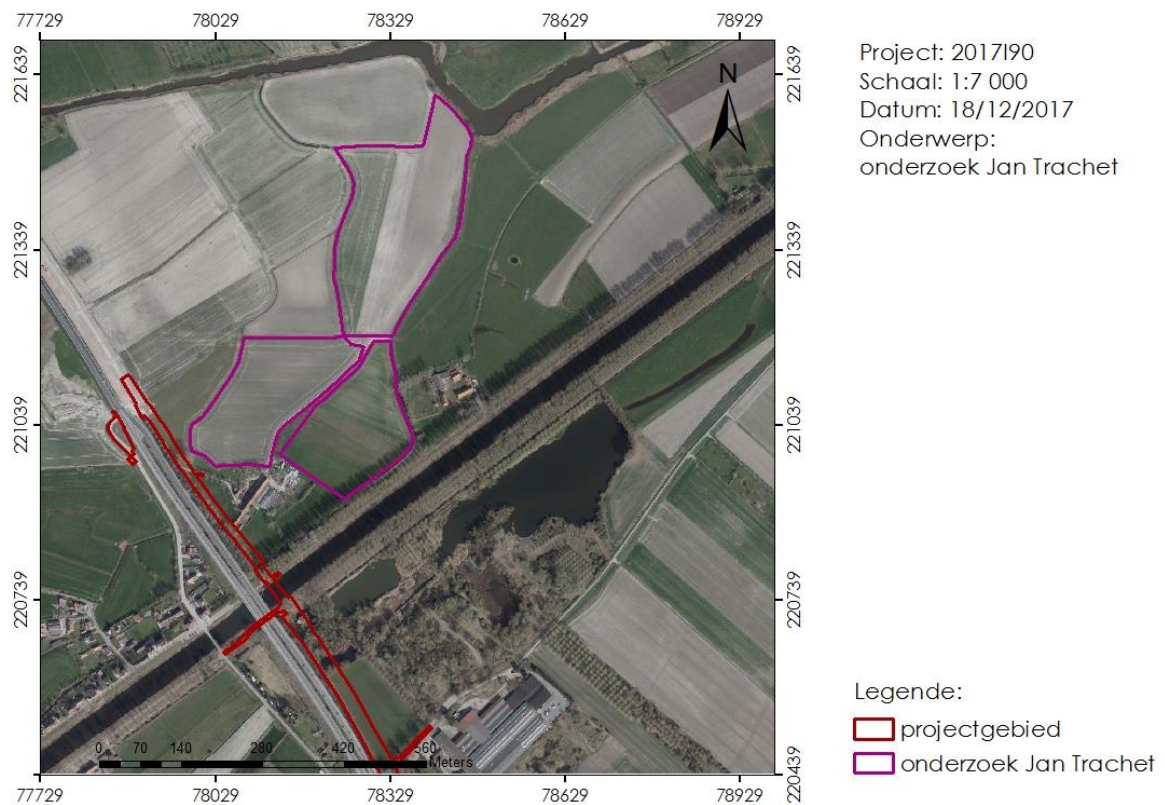 77729 78029 78329 78629 78929
221639 221639
221339 221339
221039 221039
220739 220739
220439
77729 78029 78329 78629 78929
N
0 70 140 280 420 560
Meters
Project: 2017I90
Schaal: 1:7 000
Datum: 18/12/2017
Onderwerp:
onderzoek Jan Trachet
Legende:
projectgebied
onderzoek Jan Trachet